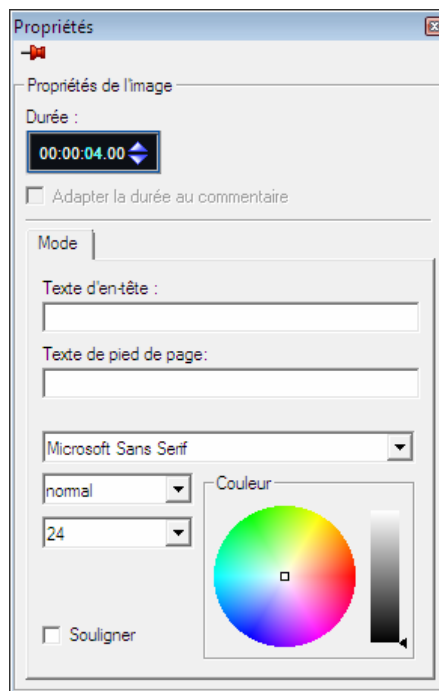 Propriétés
Propriétés de l'image
Durée :
00:00:04.00
Adapter la durée au commentaire
Mode
Texte d'en-tête :
Texte de pied de page:
Microsoft Sans Serif
normal
Couleur
24
Souligner